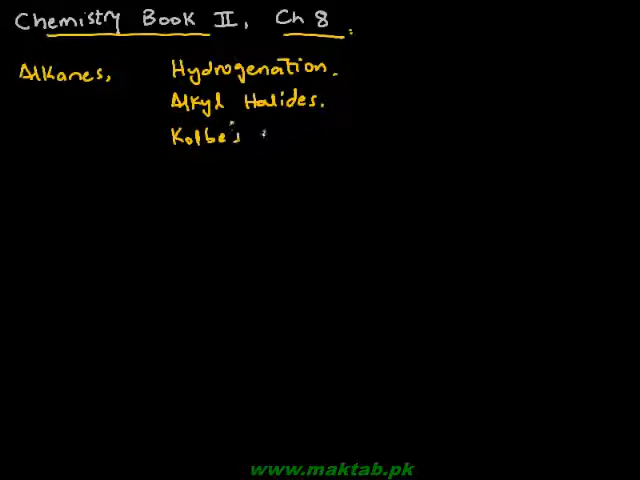 Chemistry Book II, Ch 8 :
Alkanes, Hydrogenation.
Alkyl Halides.
Kolbe's
www.maktab.pk